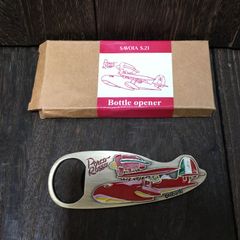 SAVOIA S.21
Bottle opener
Porco
Rosso